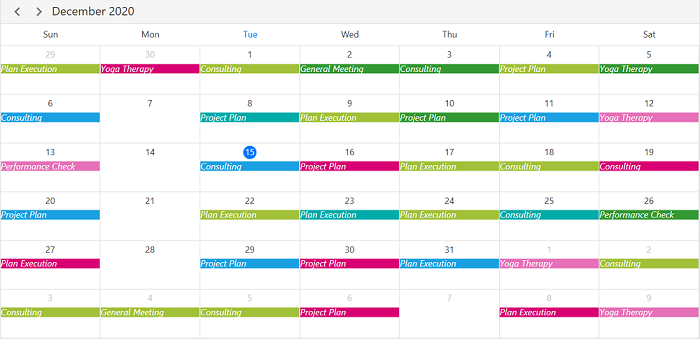 December 2020
Sun Mon Tue Wed Thu Fri Sat
29 30 1 2 3 4 5
Plan Execution Yoga Therapy Consulting General Meeting Consulting Project Plan Yoga Therapy
6 7 8 9 10 11 12
Consulting Project Plan Plan Execution Project Plan Project Plan Yoga Therapy
13 14 15 16 17 18 19
Performance Check Consulting Project Plan Plan Execution Consulting Consulting
20 21 22 23 24 25 26
Project Plan Plan Execution Plan Execution Plan Execution Consulting Performance Check
27 28 29 30 31 1 2
Plan Execution Project Plan Project Plan Plan Execution Yoga Therapy Consulting
3 4 5 6 7 8 9
Consulting General Meeting Consulting Project Plan Plan Execution Yoga Therapy